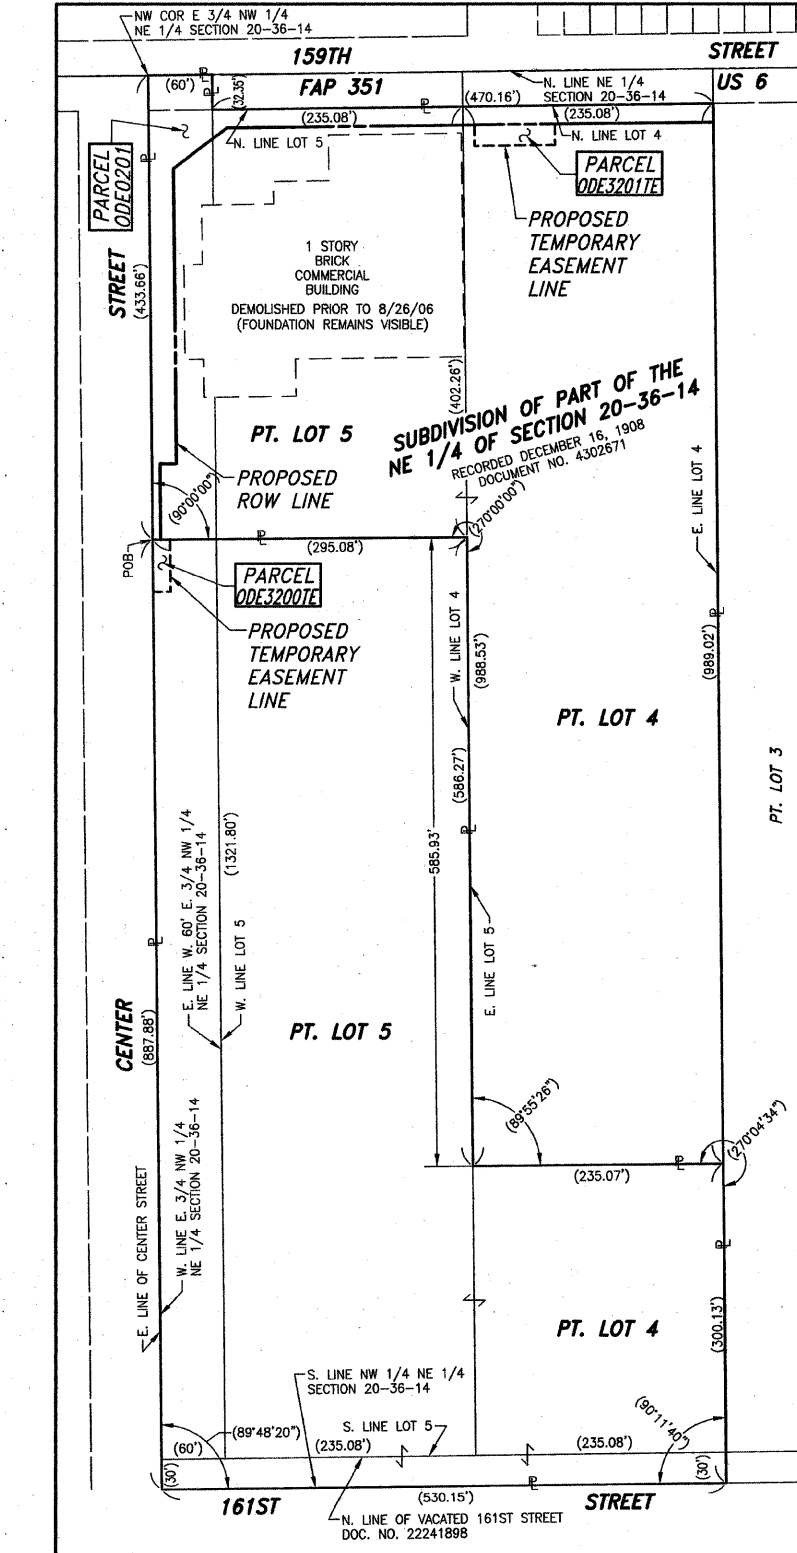 NW COR E 3/4 NW 1/4
NE 1/4 SECTION 20-36-14
159TH
STREET
(60')
(32.36')
FAP 351
N. LINE NE 1/4
SECTION 20-36-14
US 6
(470.16')
(235.08')
(235.08')
N. LINE LOT 5
N. LINE LOT 4
PARCEL
0DE0201
PARCEL
0DE3201TE
PROPOSED
TEMPORARY
EASEMENT
LINE
STREET
(433.66')
1 STORY
BRICK
COMMERCIAL
BUILDING
DEMOLISHED PRIOR TO 8/26/06
(FOUNDATION REMAINS VISIBLE)
(402.26')
SUBDIVISION OF PART OF THE
NE 1/4 OF SECTION 20-36-14
RECORDED DECEMBER 16, 1908
DOCUMENT NO. 4302671
PT. LOT 5
PROPOSED
ROW LINE
(90°00'00")
(270°00'00")
E. LINE LOT 4
POB
(295.08')
PARCEL
0DE3200TE
PROPOSED
TEMPORARY
EASEMENT
LINE
W. LINE LOT 4
(988.53')
(989.02')
PT. LOT 4
PT. LOT 3
(586.27')
585.93'
E. LINE W. 60' E. 3/4 NW 1/4
NE 1/4 SECTION 20-36-14
(1321.80')
W. LINE LOT 5
E. LINE LOT 5
CENTER
(887.88')
PT. LOT 5
(89°55'26")
(270°04'34")
(235.07')
E. LINE OF CENTER STREET
W. LINE E. 3/4 NW 1/4
NE 1/4 SECTION 20-36-14
PT. LOT 4
(300.13')
S. LINE NW 1/4 NE 1/4
SECTION 20-36-14
(89°48'20")
(90°11'40")
S. LINE LOT 5
(60')
(235.08')
(235.08')
(30')
(30')
161ST
(530.15')
STREET
N. LINE OF VACATED 161ST STREET
DOC. NO. 22241898